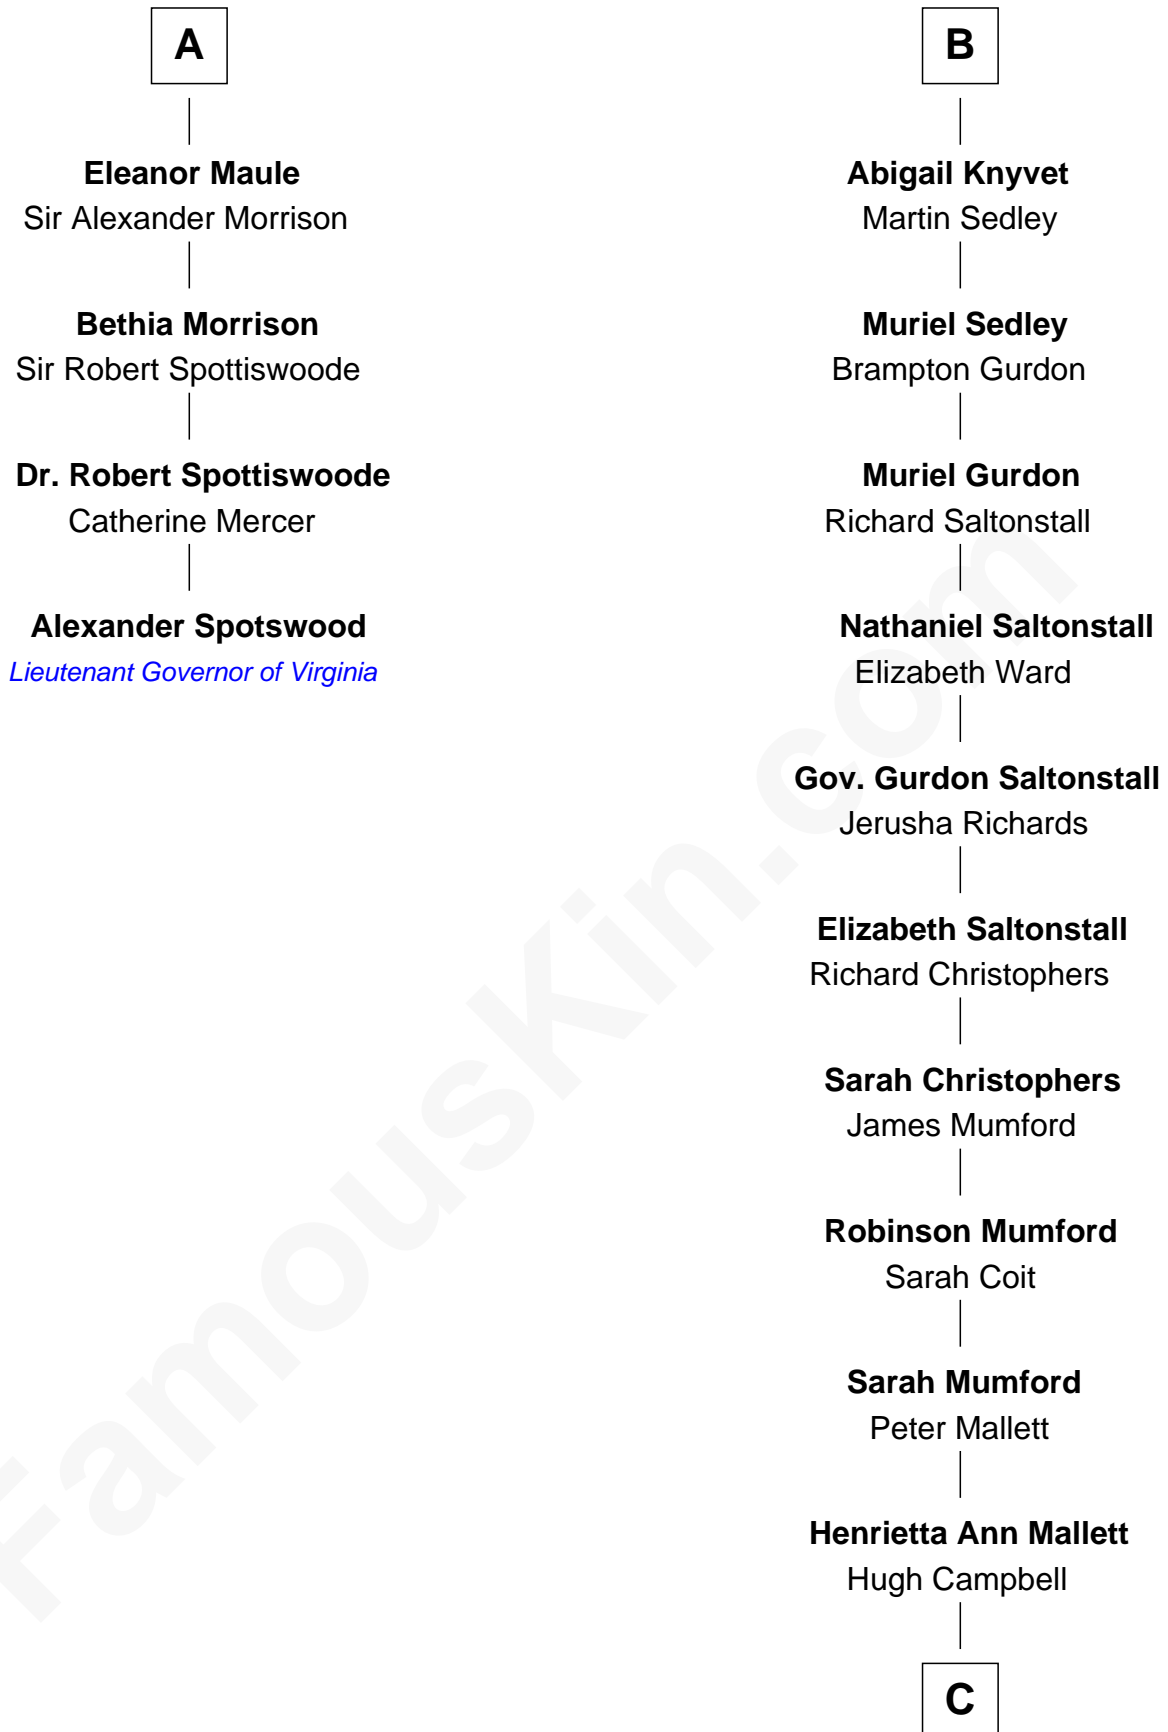 A
Eleanor Maule
Sir Alexander Morrison
Bethia Morrison
Sir Robert Spottiswoode
Dr. Robert Spottiswoode
Catherine Mercer
Alexander Spotswood
Lieutenant Governor of Virginia
B
Abigail Knyvet
Martin Sedley
Muriel Sedley
Brampton Gurdon
Muriel Gurdon
Richard Saltonstall
Nathaniel Saltonstall
Elizabeth Ward
Gov. Gurdon Saltonstall
Jerusha Richards
Elizabeth Saltonstall
Richard Christophers
Sarah Christophers
James Mumford
Robinson Mumford
Sarah Coit
Sarah Mumford
Peter Mallett
Henrietta Ann Mallett
Hugh Campbell
C
FamousKin.com